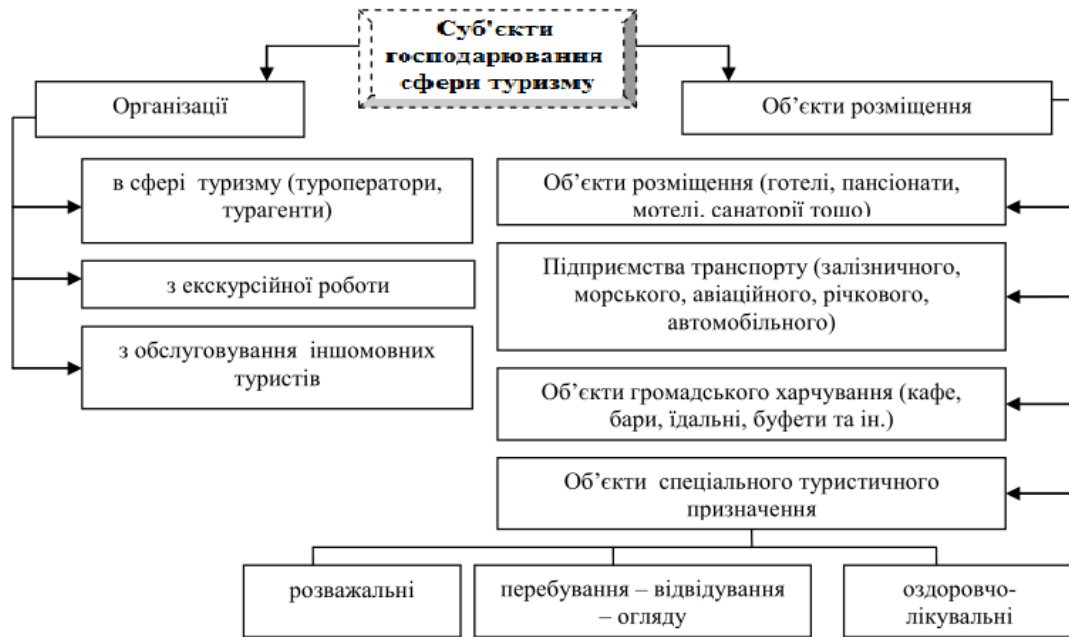 Суб'єкти
господарювання
сфери туризму
Організації
Об’єкти розміщення
в сфері туризму (туроператори,
турагенти)
з екскурсійної роботи
з обслуговування іншомовних
туристів
Об’єкти розміщення (готелі, пансіонати,
мотелі, санаторії тощо)
Підприємства транспорту (залізничного,
морського, авіаційного, річкового,
автомобільного)
Об’єкти громадського харчування (кафе,
бари, їдальні, буфети та ін.)
Об’єкти спеціального туристичного
призначення
розважальні
перебування – відвідування
– огляду
оздоровчо-
лікувальні